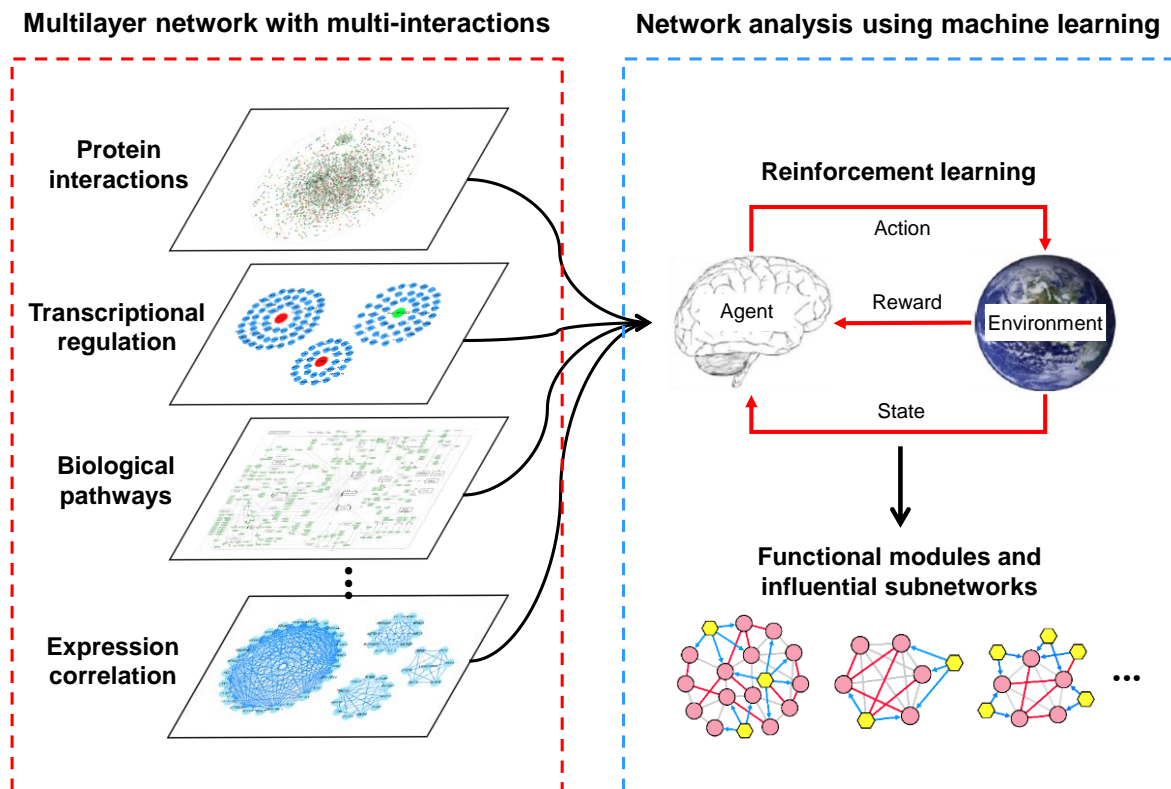 Multilayer network with multi-interactions
Network analysis using machine learning
Protein
interactions
Transcriptional
regulation
Biological
pathways
Expression
correlation
Reinforcement learning
Action
Agent
Reward
Environment
State
Functional modules and
influential subnetworks
...